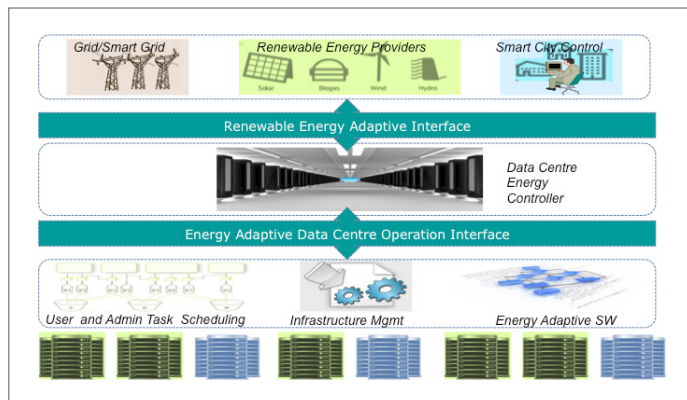 Grid/Smart Grid
Renewable Energy Providers
Smart City Control
Solar
Biogas
Wind
Hydro
Renewable Energy Adaptive Interface
Data Centre
Energy
Controller
Energy Adaptive Data Centre Operation Interface
User and Admin Task Scheduling
Infrastructure Mgmt
Energy Adaptive SW